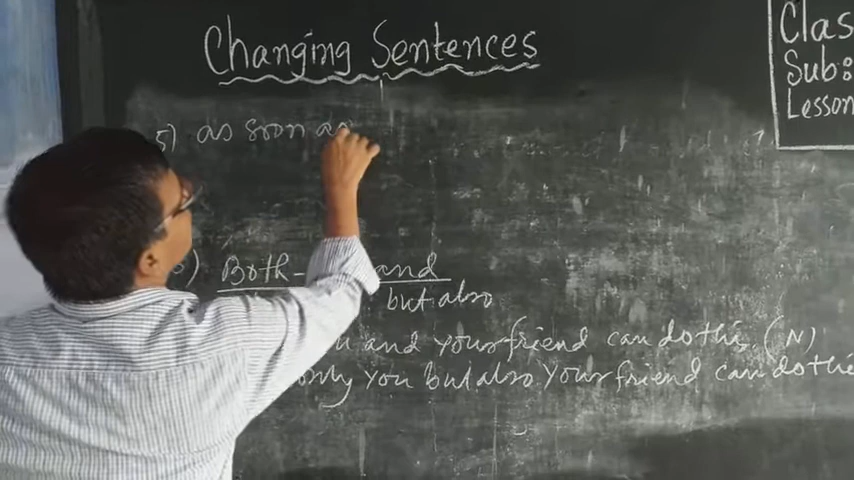 Changing Sentences
Clas
Sub:
Lesson
5) as soon as
) Both - and
but also
and your friend can do this. (N)
only you but also your friend can do this